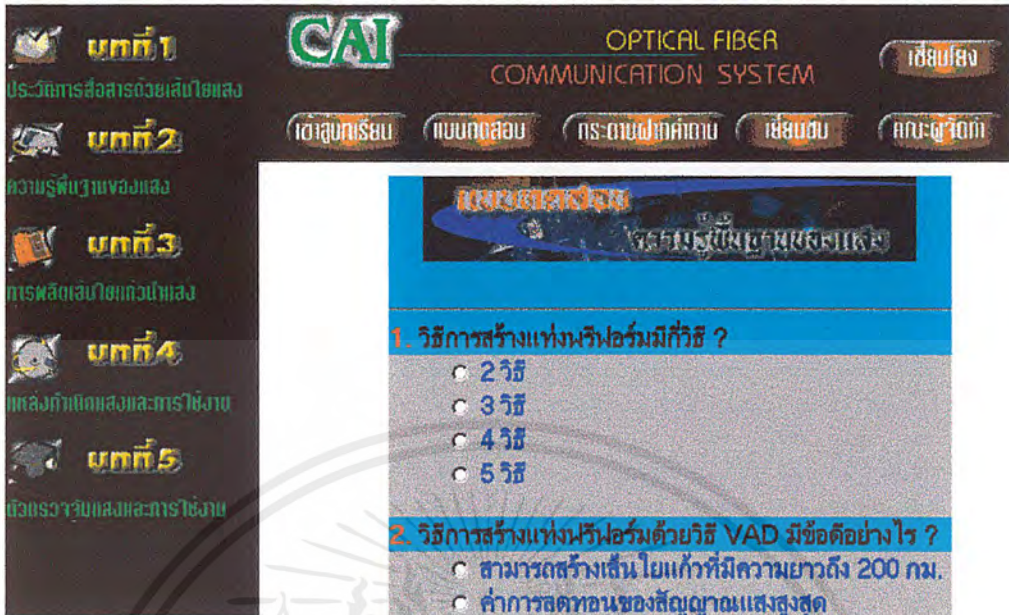 CAI
OPTICAL FIBER
COMMUNICATION SYSTEM
เชื่อมโยง
เข้าสู่บทเรียน
แบบทดสอบ
กระดานฝากคำถาม
เยี่ยมชม
คณะผู้จัดทำ
บทที่ 1
ประวัติการสื่อสารด้วยเส้นใยแสง
บทที่ 2
ความรู้พื้นฐานของแสง
บทที่ 3
การผลิตเส้นใยแก้วนำแสง
บทที่ 4
แหล่งกำเนิดแสงและการใช้งาน
บทที่ 5
ตัวตรวจจับแสงและการใช้งาน
แบบทดสอบ
ความรู้พื้นฐานของแสง
1. วิธีการสร้างแท่งพรีฟอร์มมีกี่วิธี ?
2 วิธี
3 วิธี
4 วิธี
5 วิธี
2. วิธีการสร้างแท่งพรีฟอร์มด้วยวิธี VAD มีข้อดีอย่างไร ?
สามารถสร้างเส้นใยแก้วที่มีความยาวถึง 200 กม.
ค่าการลดทอนของสัญญาณแสงสูงสุด